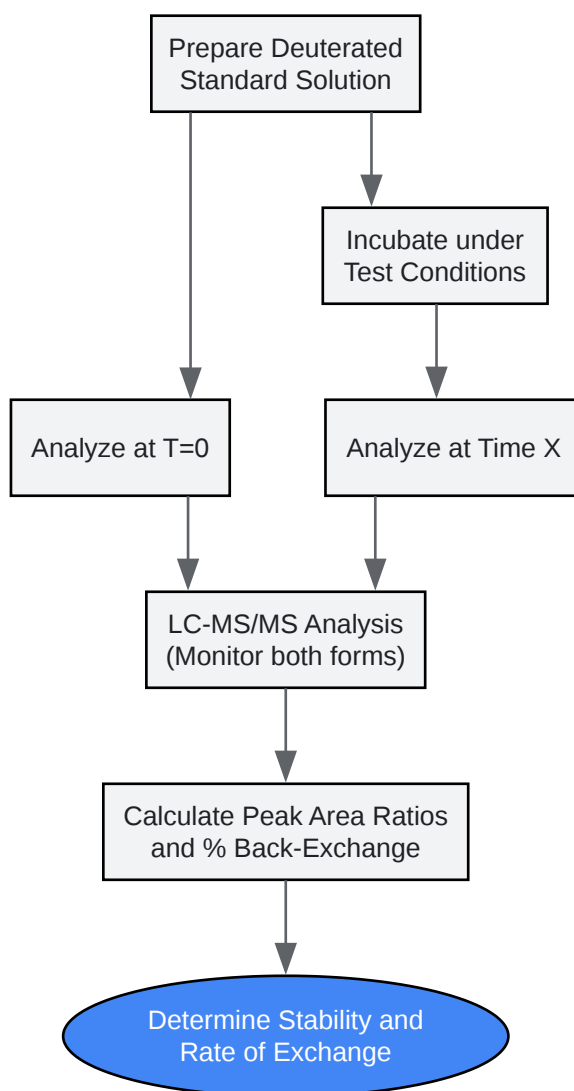 Prepare Deuterated
Standard Solution
Incubate under
Test Conditions
Analyze at T=0
Analyze at Time X
LC-MS/MS Analysis
(Monitor both forms)
Calculate Peak Area Ratios
and % Back-Exchange
Determine Stability and
Rate of Exchange